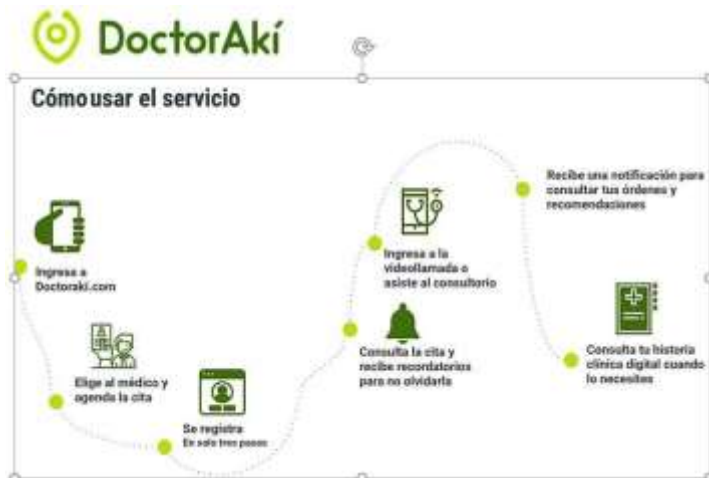 DoctorAkí
Cómo usar el servicio
Ingresa a
Doctoraki.com
Elige al médico y
agenda la cita
Se registra
En solo tres pasos
Consulta la cita y
recibe recordatorios
para no olvidarla
Ingresa a la
videollamada o
asiste al consultorio
Recibe una notificación para
consultar tus órdenes y
recomendaciones
Consulta tu historia
clínica digital cuando
lo necesites